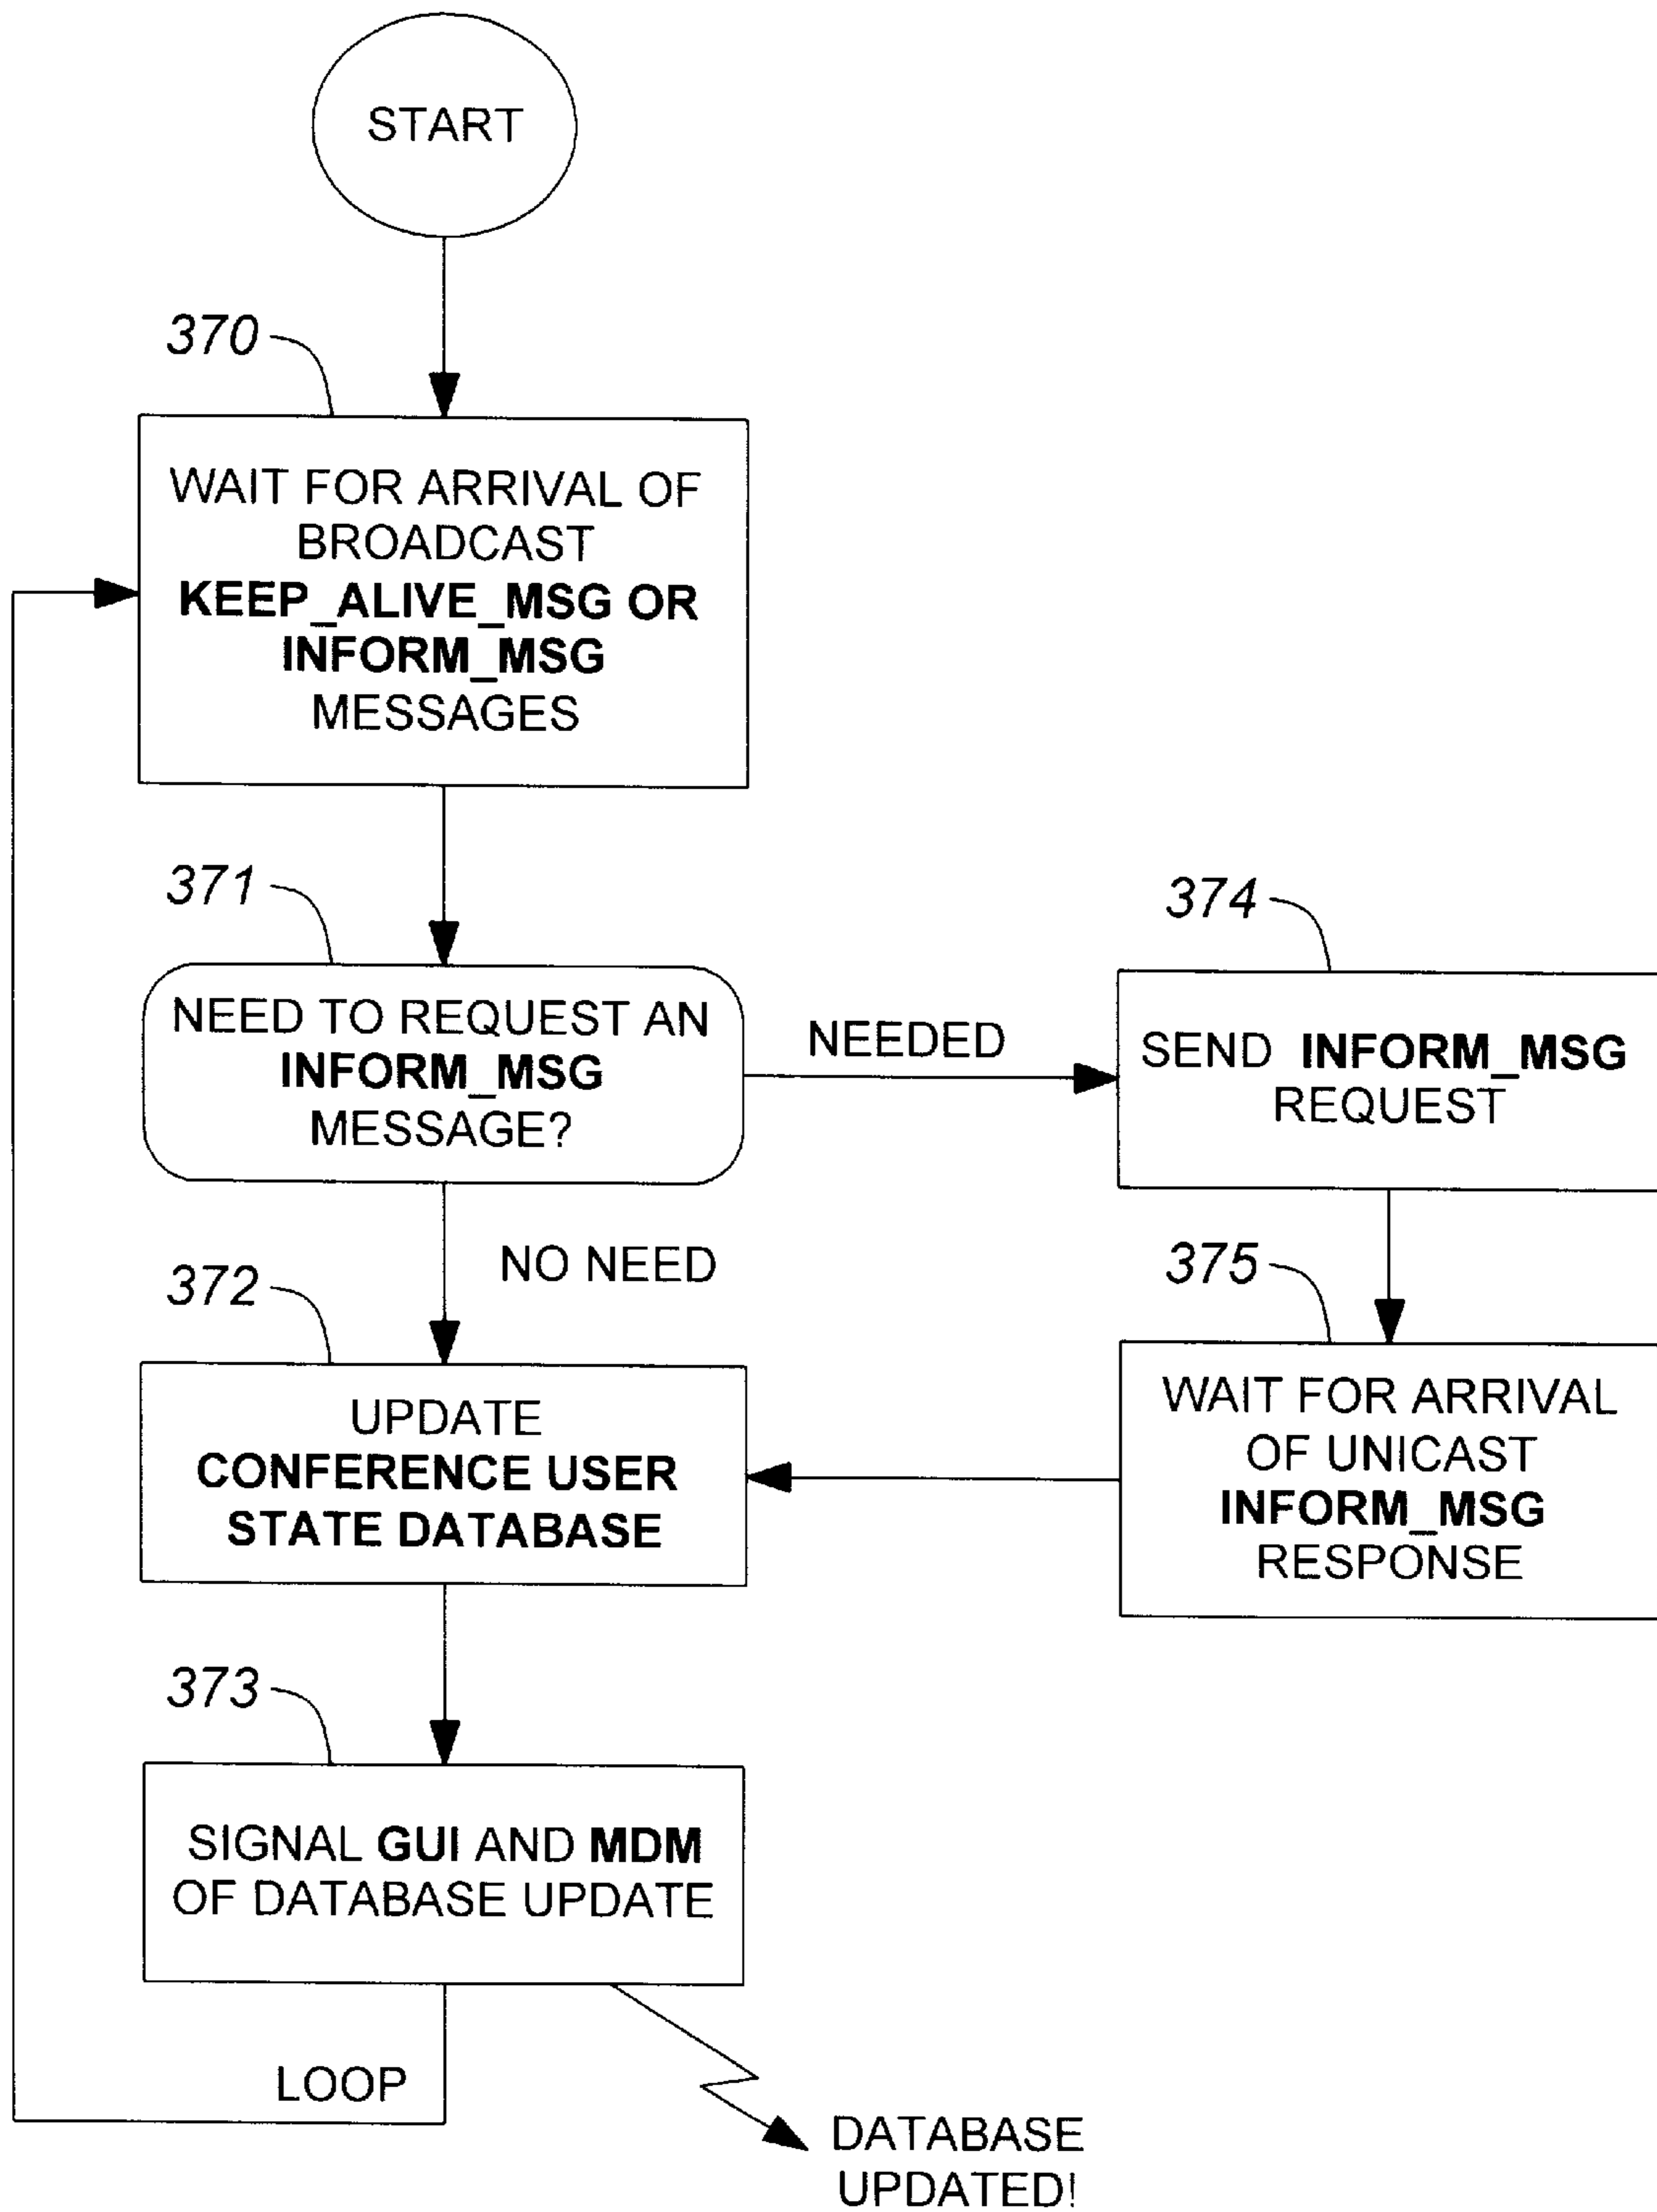 START
370
WAIT FOR ARRIVAL OF
BROADCAST
KEEP_ALIVE_MSG OR
INFORM_MSG
MESSAGES
371
NEED TO REQUEST AN
INFORM_MSG
MESSAGE?
NEEDED
374
SEND INFORM_MSG
REQUEST
NO NEED
375
WAIT FOR ARRIVAL
OF UNICAST
INFORM_MSG
RESPONSE
372
UPDATE
CONFERENCE USER
STATE DATABASE
373
SIGNAL GUI AND MDM
OF DATABASE UPDATE
LOOP
DATABASE
UPDATED!